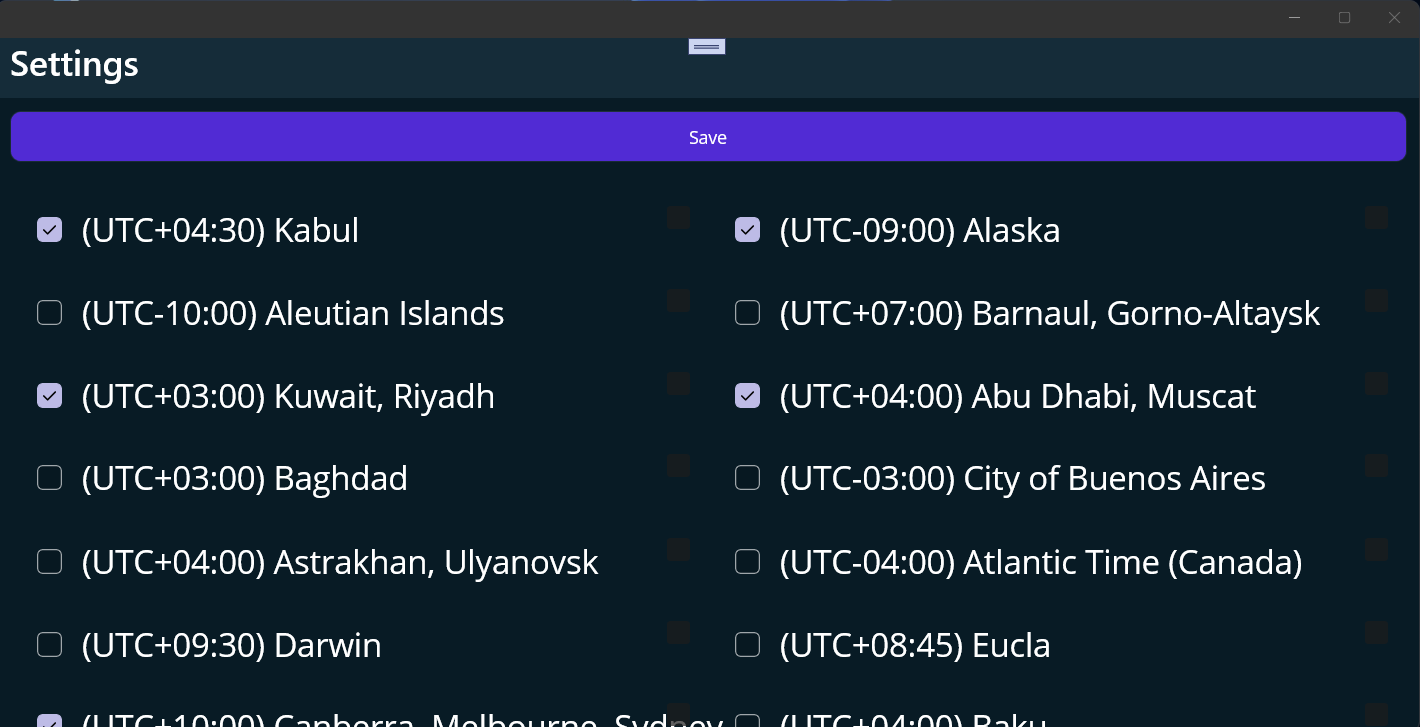 Settings
Save
(UTC+04:30) Kabul
(UTC-09:00) Alaska
(UTC-10:00) Aleutian Islands
(UTC+07:00) Barnaul, Gorno-Altaysk
(UTC+03:00) Kuwait, Riyadh
(UTC+04:00) Abu Dhabi, Muscat
(UTC+03:00) Baghdad
(UTC-03:00) City of Buenos Aires
(UTC+04:00) Astrakhan, Ulyanovsk
(UTC-04:00) Atlantic Time (Canada)
(UTC+09:30) Darwin
(UTC+08:45) Eucla
(UTC+10:00) Canberra, Melbourne, Sydney
(UTC+04:00) Baku